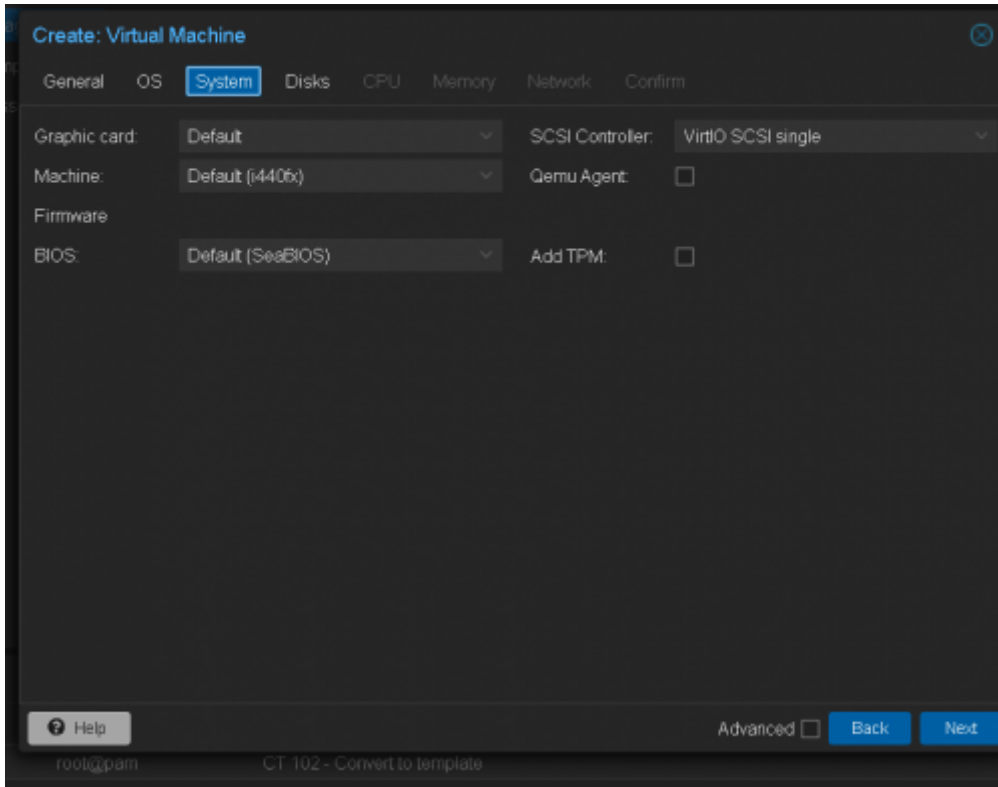 Create: Virtual Machine
General OS System Disks CPU Memory Network Confirm
Graphic card: Default SCSI Controller: VirtIO SCSI single
Machine: Default (i440fx) Qemu Agent:
Firmware
BIOS: Default (SeaBIOS) Add TPM:
Help Advanced Back Next
root@pam CT 102 - Convert to template